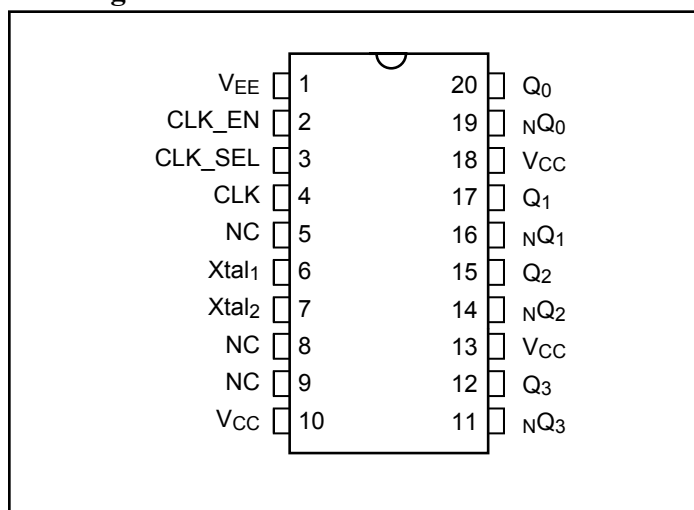 VEE 1 20 Q0
CLK_EN 2 19 NQ0
CLK_SEL 3 18 VCC
CLK 4 17 Q1
NC 5 16 NQ1
Xtal1 6 15 Q2
Xtal2 7 14 NQ2
NC 8 13 VCC
NC 9 12 Q3
VCC 10 11 NQ3